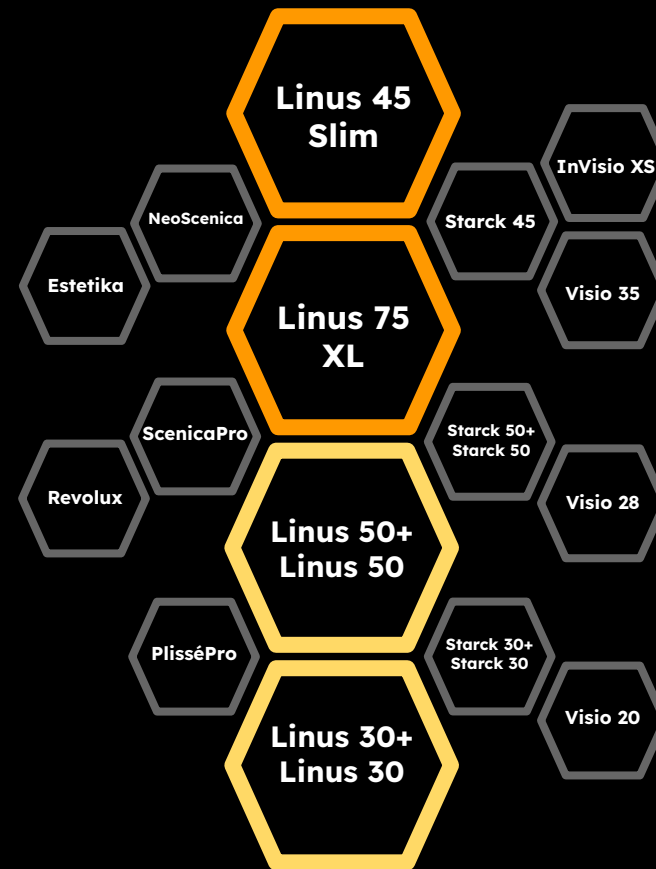 Linus 45
Slim
InVisio XS
NeoScenica
Starck 45
Estetika
Visio 35
Linus 75
XL
ScenicaPro
Starck 50+
Starck 50
Revolux
Visio 28
Linus 50+
Linus 50
PlisséPro
Starck 30+
Starck 30
Visio 20
Linus 30+
Linus 30